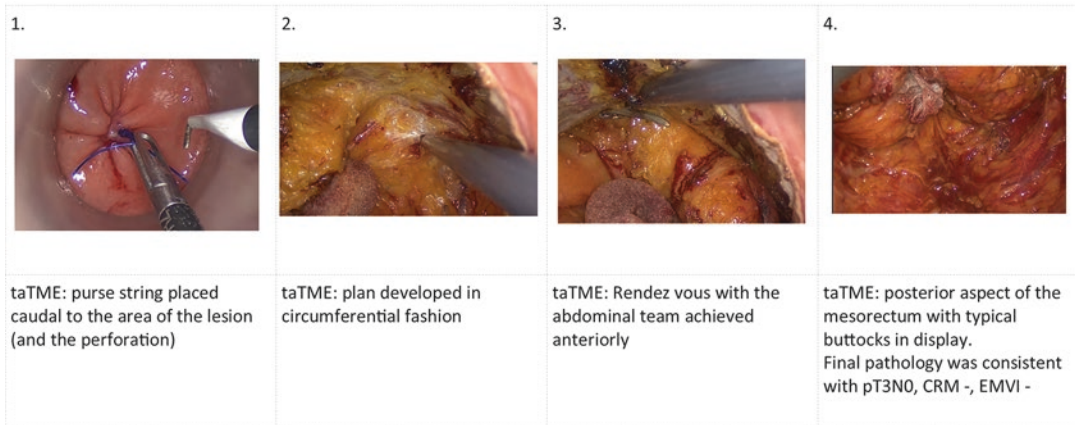 1.
2.
3.
4.
taTME: purse string placed
caudal to the area of the lesion
(and the perforation)
taTME: plan developed in
circumferential fashion
taTME: Rendez vous with the
abdominal team achieved
anteriorly
taTME: posterior aspect of the
mesorectum with typical
buttocks in display.
Final pathology was consistent
with pT3N0, CRM -, EMVI -